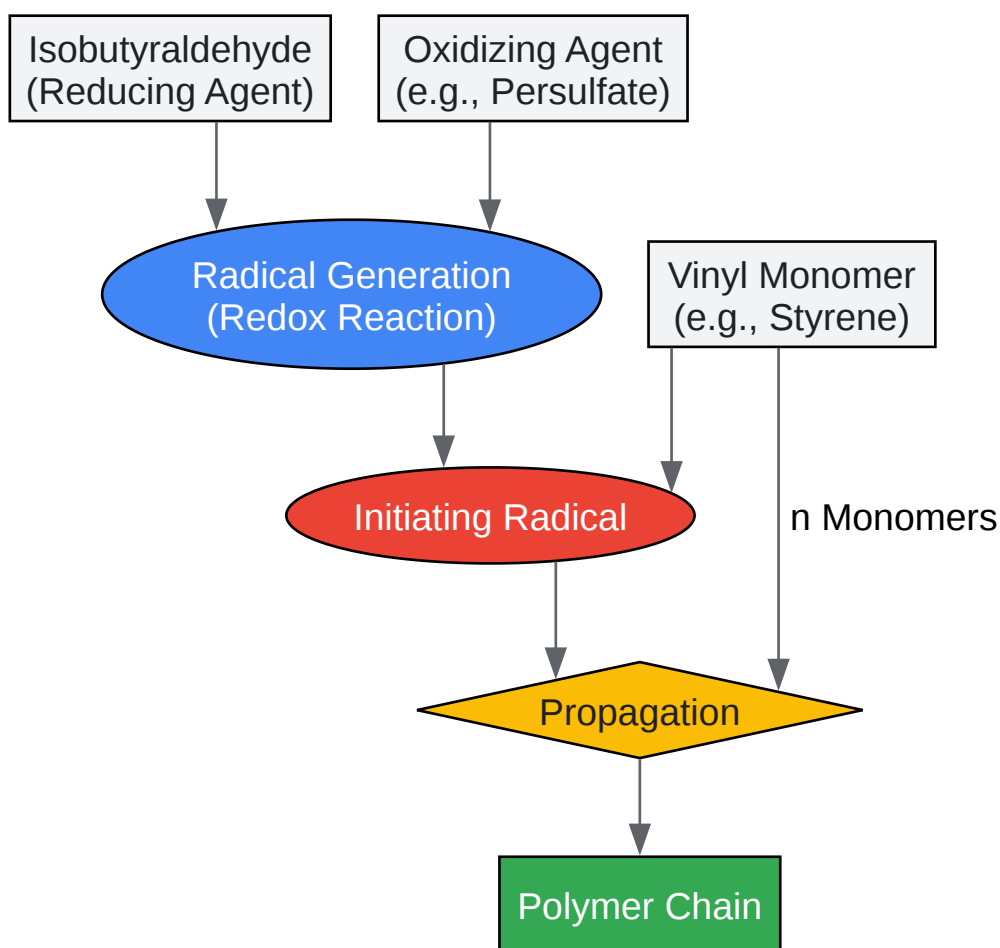 Isobutyraldehyde
(Reducing Agent)
Oxidizing Agent
(e.g., Persulfate)
Radical Generation
(Redox Reaction)
Vinyl Monomer
(e.g., Styrene)
Initiating Radical
n Monomers
Propagation
Polymer Chain